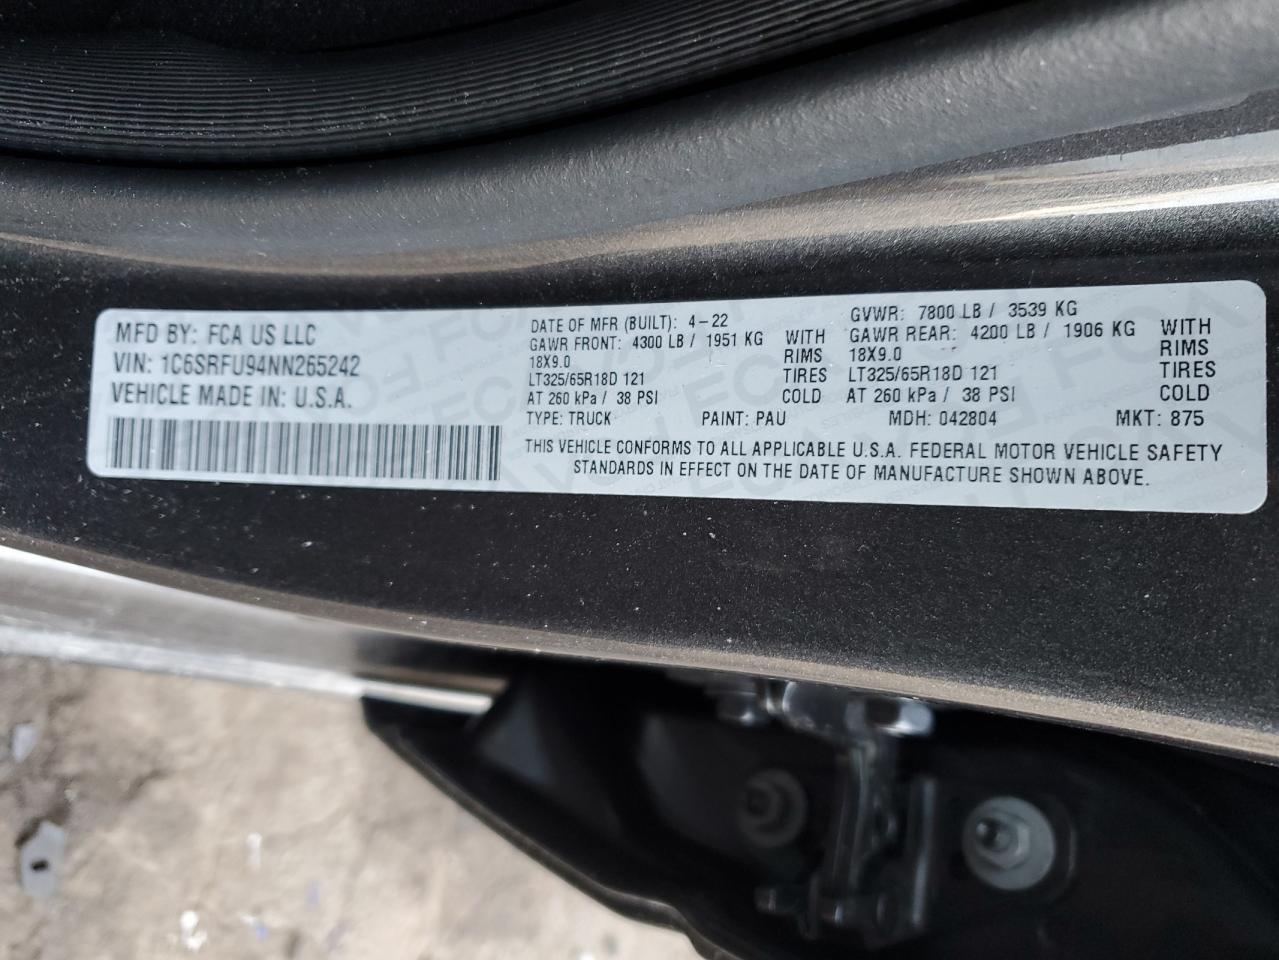 MFD BY: FCA US LLC
VIN: 1C6SRFU94NN265242
VEHICLE MADE IN: U.S.A.
DATE OF MFR (BUILT): 4-22
GAWR FRONT: 4300 LB / 1951 KG WITH
18X9.0 RIMS
LT325/65R18D 121 TIRES
AT 260 kPa / 38 PSI COLD
GVWR: 7800 LB / 3539 KG
GAWR REAR: 4200 LB / 1906 KG WITH
18X9.0 RIMS
LT325/65R18D 121 TIRES
AT 260 kPa / 38 PSI COLD
TYPE: TRUCK PAINT: PAU MDH: 042804 MKT: 875
THIS VEHICLE CONFORMS TO ALL APPLICABLE U.S.A. FEDERAL MOTOR VEHICLE SAFETY
STANDARDS IN EFFECT ON THE DATE OF MANUFACTURE SHOWN ABOVE.